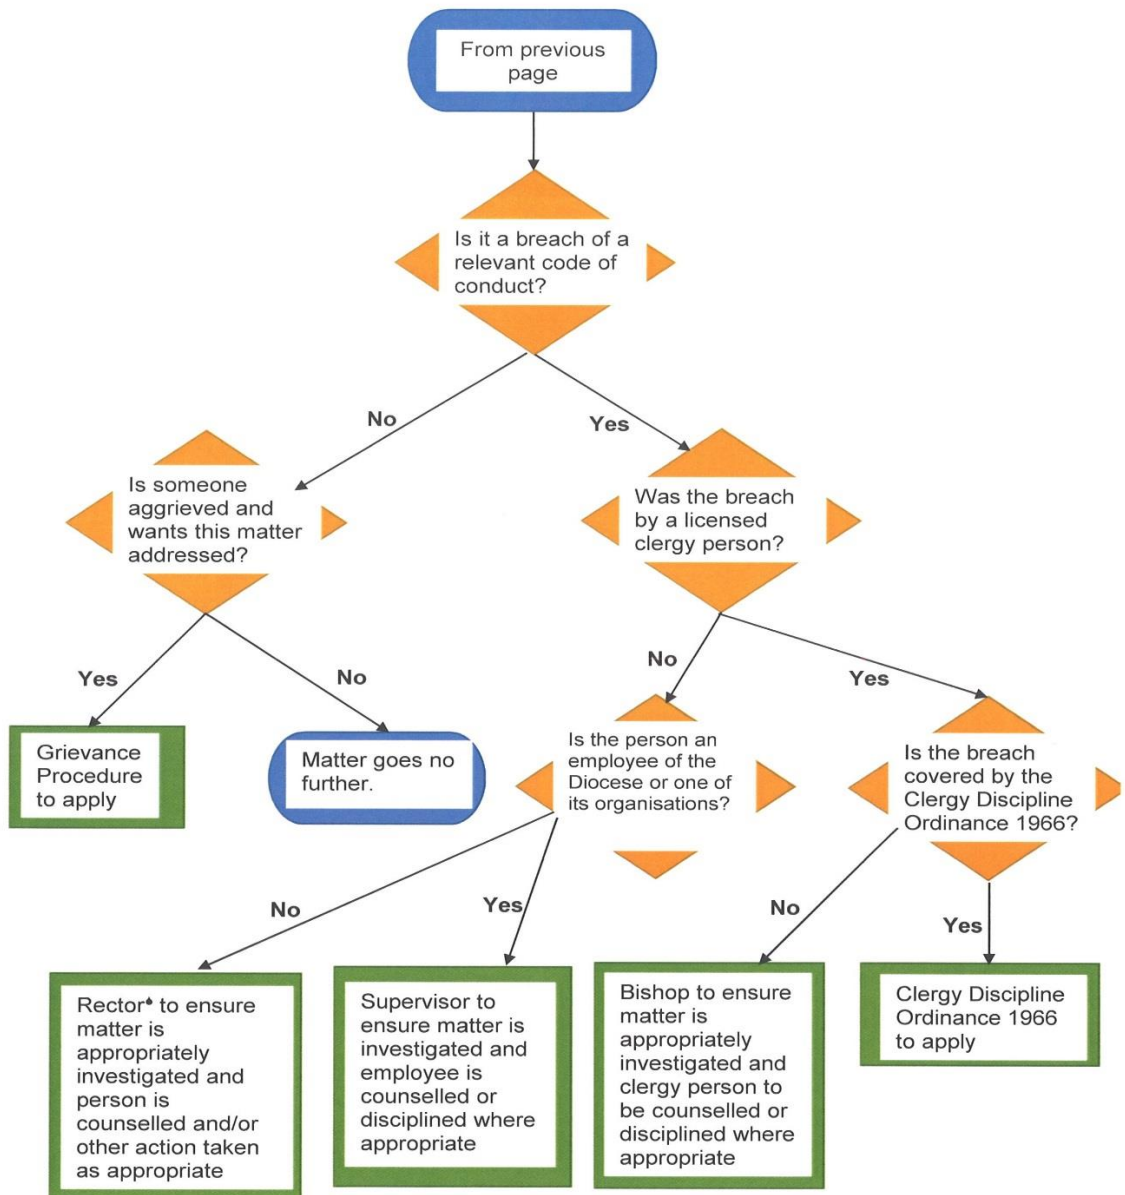 From previous
page
Is it a breach of a
relevant code of
conduct?
No
Yes
Is someone
aggrieved and
wants this matter
addressed?
Was the breach
by a licensed
clergy person?
Yes
No
No
Yes
Grievance
Procedure
to apply
Matter goes no
further.
Is the person an
employee of the
Diocese or one of
its organisations?
Is the breach
covered by the
Clergy Discipline
Ordinance 1966?
No
Yes
No
Yes
Rector♠ to ensure
matter is
appropriately
investigated and
person is
counselled and/or
other action taken
as appropriate
Supervisor to
ensure matter is
investigated and
employee is
counselled or
disciplined where
appropriate
Bishop to ensure
matter is
appropriately
investigated and
clergy person to
be counselled or
disciplined where
appropriate
Clergy Discipline
Ordinance 1966
to apply